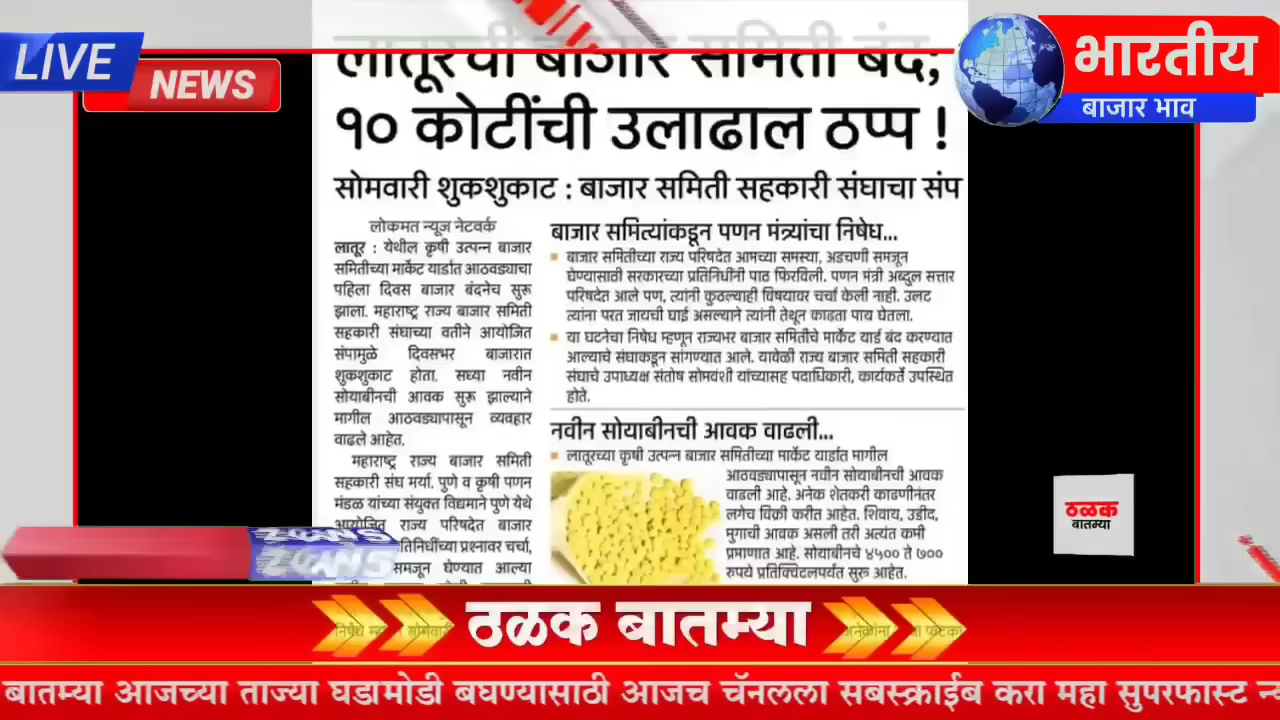 LIVE
NEWS
भारतीय
बाजार भाव
लातूरची बाजार समिती बंद;
१० कोटींची उलाढाल ठप्प !
सोमवारी शुकशुकाट : बाजार समिती सहकारी संघाचा संप
लोकमत न्यूज नेटवर्क
लातूर : येथील कृषी उत्पन्न बाजार
समितीच्या मार्केट यार्डात आठवड्याचा
पहिला दिवस बाजार बंदनेच सुरू
झाला. महाराष्ट्र राज्य बाजार समिती
सहकारी संघाच्या वतीने आयोजित
संपामुळे दिवसभर बाजारात
शुकशुकाट होता. सध्या नवीन
सोयाबीनची आवक सुरू झाल्याने
मागील आठवड्यापासून व्यवहार
वाढले आहेत.
महाराष्ट्र राज्य बाजार समिती
सहकारी संघ मर्या. पुणे व कृषी पणन
मंडळ यांच्या संयुक्त विद्यमाने पुणे येथे
आयोजित राज्य परिषदेत बाजार
तिनिधींच्या प्रश्नावर चर्चा,
समजून घेण्यात आल्या
बाजार समित्यांकडून पणन मंत्र्यांचा निषेध...
बाजार समितीच्या राज्य परिषदेत आमच्या समस्या, अडचणी समजून
घेण्यासाठी सरकारच्या प्रतिनिधींनी पाठ फिरविली. पणन मंत्री अब्दुल सत्तार
परिषदेत आले पण, त्यांनी कुठल्याही विषयावर चर्चा केली नाही. उलट
त्यांना परत जायची घाई असल्याने त्यांनी तेथून काढता पाय घेतला.
या घटनेचा निषेध म्हणून राज्यभर बाजार समितीचे मार्केट यार्ड बंद करण्यात
आल्याचे संघाकडून सांगण्यात आले. यावेळी राज्य बाजार समिती सहकारी
संघाचे उपाध्यक्ष संतोष सोमवंशी यांच्यासह पदाधिकारी, कार्यकर्ते उपस्थित
होते.
नवीन सोयाबीनची आवक वाढली...
लातूरच्या कृषी उत्पन्न बाजार समितीच्या मार्केट यार्डात मागील
आठवड्यापासून नवीन सोयाबीनची आवक
वाढली आहे. अनेक शेतकरी काढणीनंतर
लगेच विक्री करीत आहेत. शिवाय, उडीद,
मुगाची आवक असली तरी अत्यंत कमी
प्रमाणात आहे. सोयाबीनचे ४५०० ते ७००
रुपये प्रतिक्विंटलपर्यंत सुरू आहेत.
ठळक
बातम्या
ठळक बातम्या
बातम्या आजच्या ताज्या घडामोडी बघण्यासाठी आजच चॅनलला सबस्क्राईब करा महा सुपरफास्ट